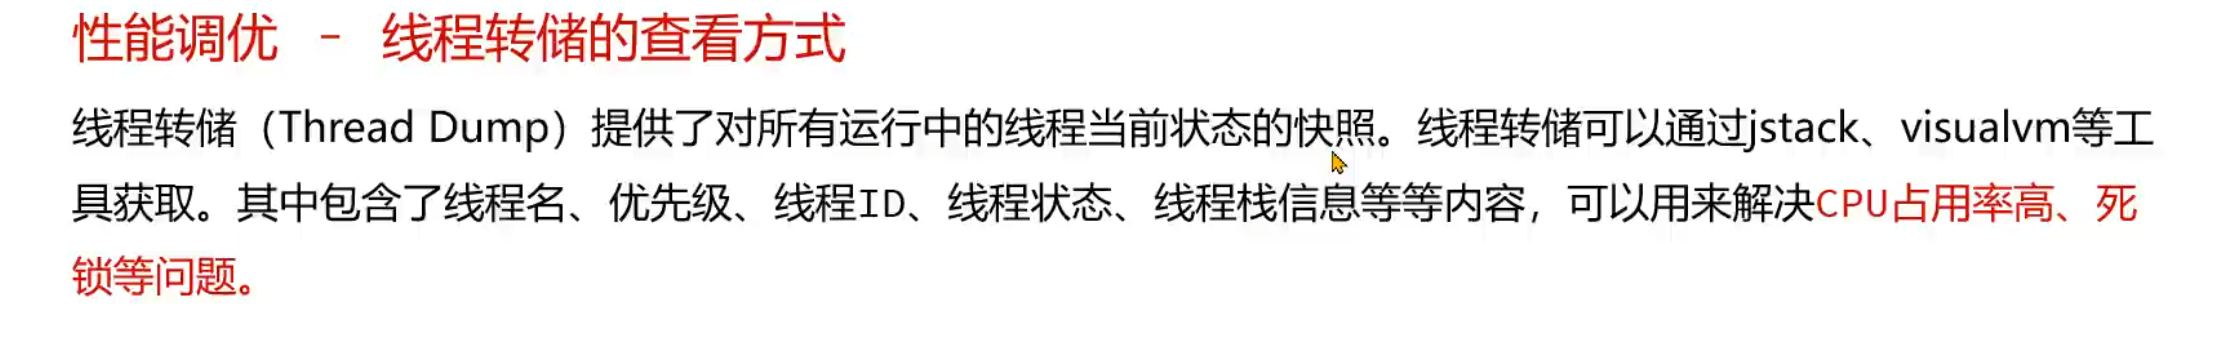 性能调优 - 线程转储的查看方式
线程转储（Thread Dump）提供了对所有运行中的线程当前状态的快照。线程转储可以通过jstack、visualvm等工
具获取。其中包含了线程名、优先级、线程ID、线程状态、线程栈信息等等内容，可以用来解决CPU占用率高、死
锁等问题。